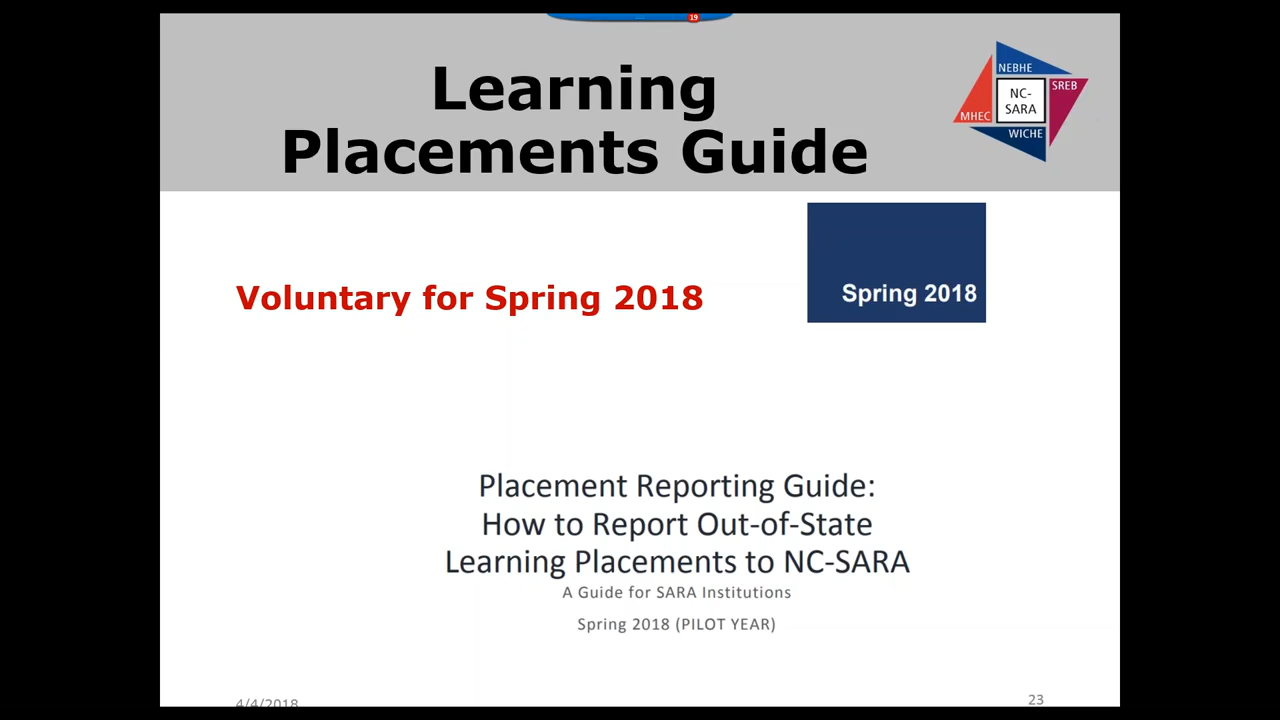 19
Learning
Placements Guide
NEBHE
SREB
NC-
SARA
MHEC
WICHE
Spring 2018
Voluntary for Spring 2018
Placement Reporting Guide:
How to Report Out-of-State
Learning Placements to NC-SARA
A Guide for SARA Institutions
Spring 2018 (PILOT YEAR)
4/4/2018
23